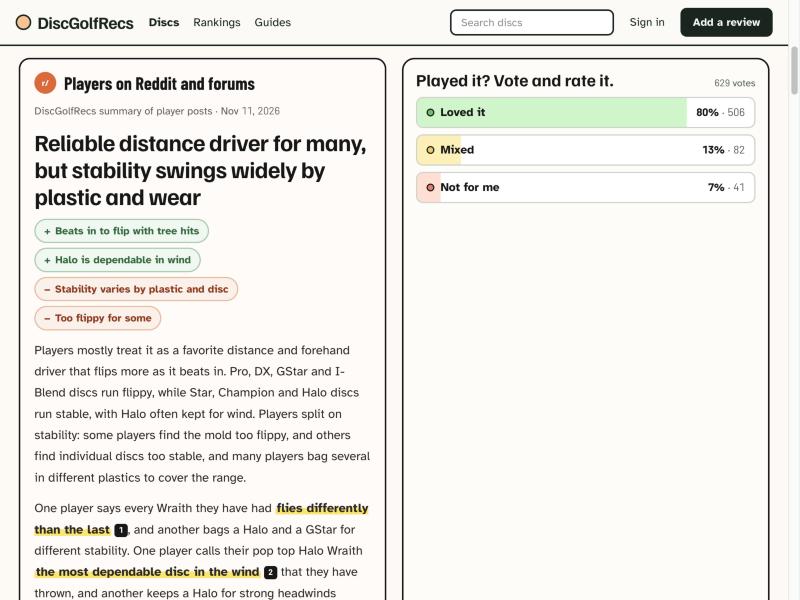 DiscGolfRecs
Discs
Rankings
Guides
Search discs
Sign in
Add a review
r/
Players on Reddit and forums
DiscGolfRecs summary of player posts · Nov 11, 2026
Reliable distance driver for many,
but stability swings widely by
plastic and wear
+ Beats in to flip with tree hits
+ Halo is dependable in wind
– Stability varies by plastic and disc
– Too flippy for some
Players mostly treat it as a favorite distance and forehand
driver that flips more as it beats in. Pro, DX, GStar and I-
Blend discs run flippy, while Star, Champion and Halo discs
run stable, with Halo often kept for wind. Players split on
stability: some players find the mold too flippy, and others
find individual discs too stable, and many players bag several
in different plastics to cover the range.
One player says every Wraith they have had flies differently
than the last 1, and another bags a Halo and a GStar for
different stability. One player calls their pop top Halo Wraith
the most dependable disc in the wind 2 that they have
thrown, and another keeps a Halo for strong headwinds
Played it? Vote and rate it.
629 votes
Loved it 80% · 506
Mixed 13% · 82
Not for me 7% · 41